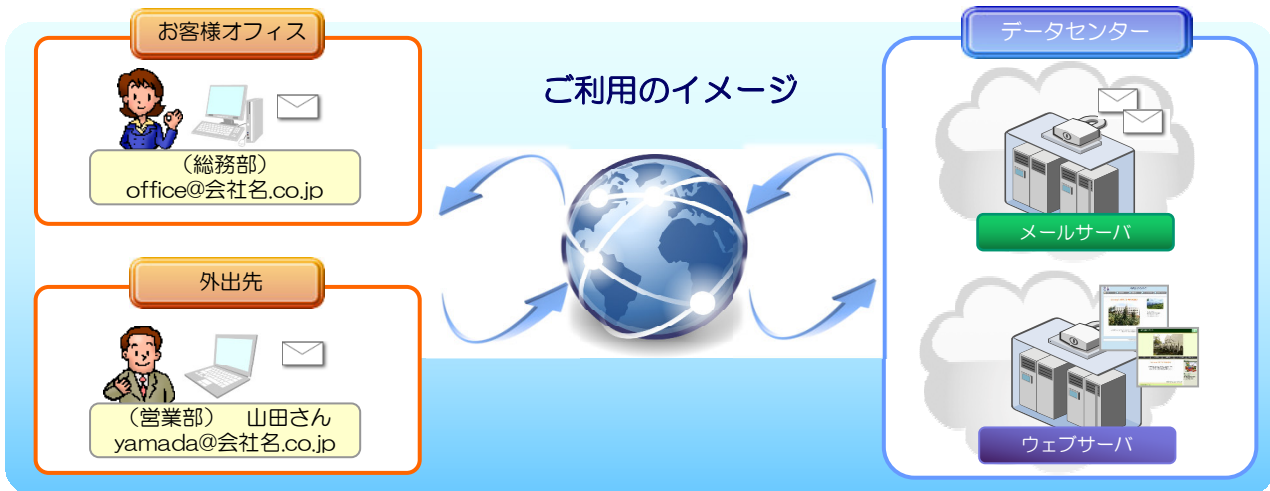 お客様オフィス
(総務部)
office@会社名.co.jp
外出先
(営業部) 山田さん
yamada@会社名.co.jp
ご利用のイメージ
データセンター
メールサーバ
ウェブサーバ